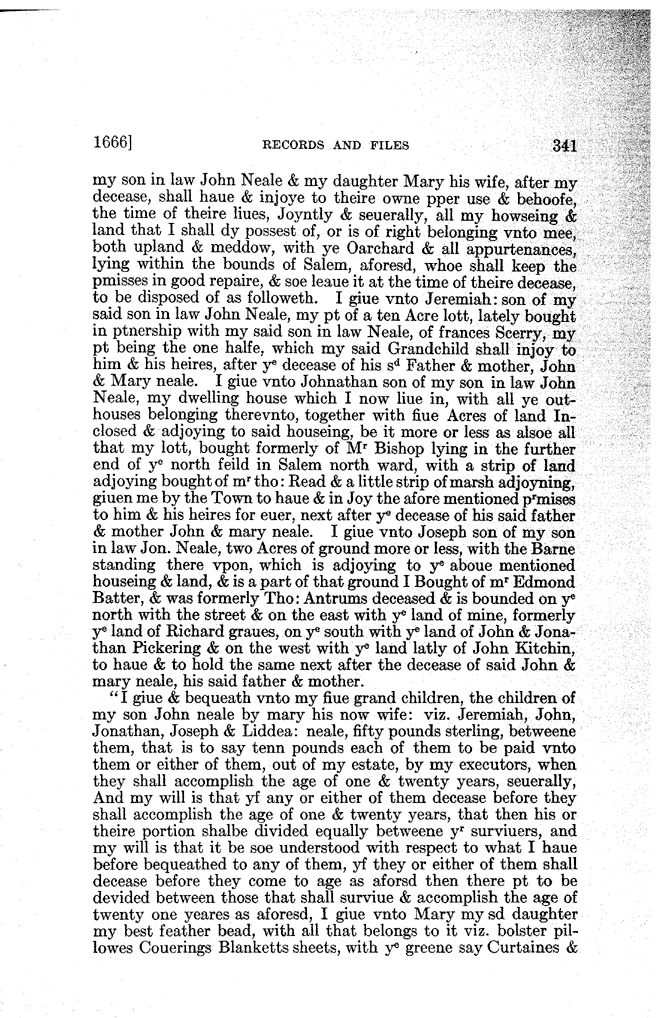 1666] RECORDS AND FILES 341
my son in law John Neale & my daughter Mary his wife, after my
decease, shall haue & injoye to theire owne pper use & behoofe,
the time of theire liues, Joyntly & seuerally, all my howseing &
land that I shall dy possest of, or is of right belonging vnto mee,
both upland & meddow, with ye Oarchard & all appurtenances,
lying within the bounds of Salem, aforesd, whoe shall keep the
pmisses in good repaire, & soe leaue it at the time of theire decease,
to be disposed of as followeth. I giue vnto Jeremiah: son of my
said son in law John Neale, my pt of a ten Acre lott, lately bought
in ptnership with my said son in law Neale, of frances Scerry, my
pt being the one halfe, which my said Grandchild shall injoy to
him & his heires, after yᵉ decease of his sᵈ Father & mother, John
& Mary neale. I giue vnto Johnathan son of my son in law John
Neale, my dwelling house which I now liue in, with all ye out-
houses belonging therevnto, together with fiue Acres of land In-
closed & adjoying to said houseing, be it more or less as alsoe all
that my lott, bought formerly of Mʳ Bishop lying in the further
end of yᵉ north feild in Salem north ward, with a strip of land
adjoying bought of mʳ tho: Read & a little strip of marsh adjoyning,
giuen me by the Town to haue & in Joy the afore mentioned pʳmises
to him & his heires for euer, next after yᵉ decease of his said father
& mother John & mary neale. I giue vnto Joseph son of my son
in law Jon. Neale, two Acres of ground more or less, with the Barne
standing there vpon, which is adjoying to yᵉ aboue mentioned
houseing & land, & is a part of that ground I Bought of mʳ Edmond
Batter, & was formerly Tho: Antrums deceased & is bounded on yᵉ
north with the street & on the east with yᵉ land of mine, formerly
yᵉ land of Richard graues, on yᵉ south with yᵉ land of John & Jona-
than Pickering & on the west with yᵉ land latly of John Kitchin,
to haue & to hold the same next after the decease of said John &
mary neale, his said father & mother.
"I giue & bequeath vnto my fiue grand children, the children of
my son John neale by mary his now wife: viz. Jeremiah, John,
Jonathan, Joseph & Liddea: neale, fifty pounds sterling, betweene
them, that is to say tenn pounds each of them to be paid vnto
them or either of them, out of my estate, by my executors, when
they shall accomplish the age of one & twenty years, seuerally,
And my will is that yf any or either of them decease before they
shall accomplish the age of one & twenty years, that then his or
theire portion shalbe divided equally betweene yʳ surviuers, and
my will is that it be soe understood with respect to what I haue
before bequeathed to any of them, yf they or either of them shall
decease before they come to age as aforsd then there pt to be
devided between those that shall surviue & accomplish the age of
twenty one yeares as aforesd, I giue vnto Mary my sd daughter
my best feather bead, with all that belongs to it viz. bolster pil-
lowes Couerings Blanketts sheets, with yᵉ greene say Curtaines &